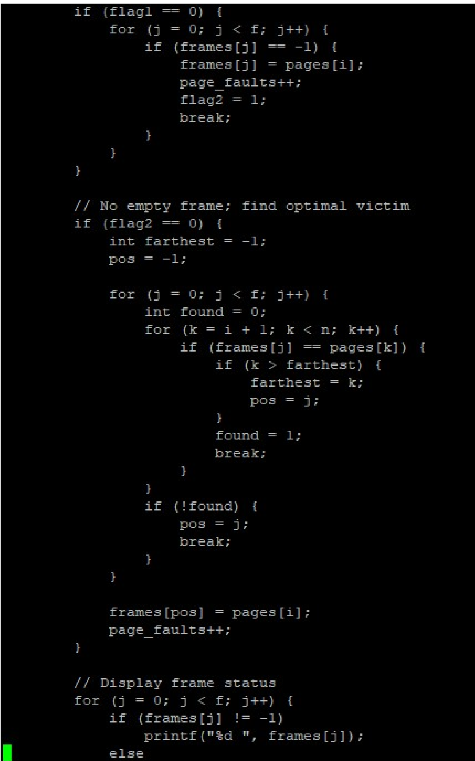 if (flag1 == 0) {
for (j = 0; j < f; j++) {
if (frames[j] == -1) {
frames[j] = pages[i];
page_faults++;
flag2 = 1;
break;
}
}
}
// No empty frame; find optimal victim
if (flag2 == 0) {
int farthest = -1;
pos = -1;
for (j = 0; j < f; j++) {
int found = 0;
for (k = i + 1; k < n; k++) {
if (frames[j] == pages[k]) {
if (k > farthest) {
farthest = k;
pos = j;
}
found = 1;
break;
}
}
if (!found) {
pos = j;
break;
}
}
frames[pos] = pages[i];
page_faults++;
}
// Display frame status
for (j = 0; j < f; j++) {
if (frames[j] != -1)
printf("%d ", frames[j]);
else